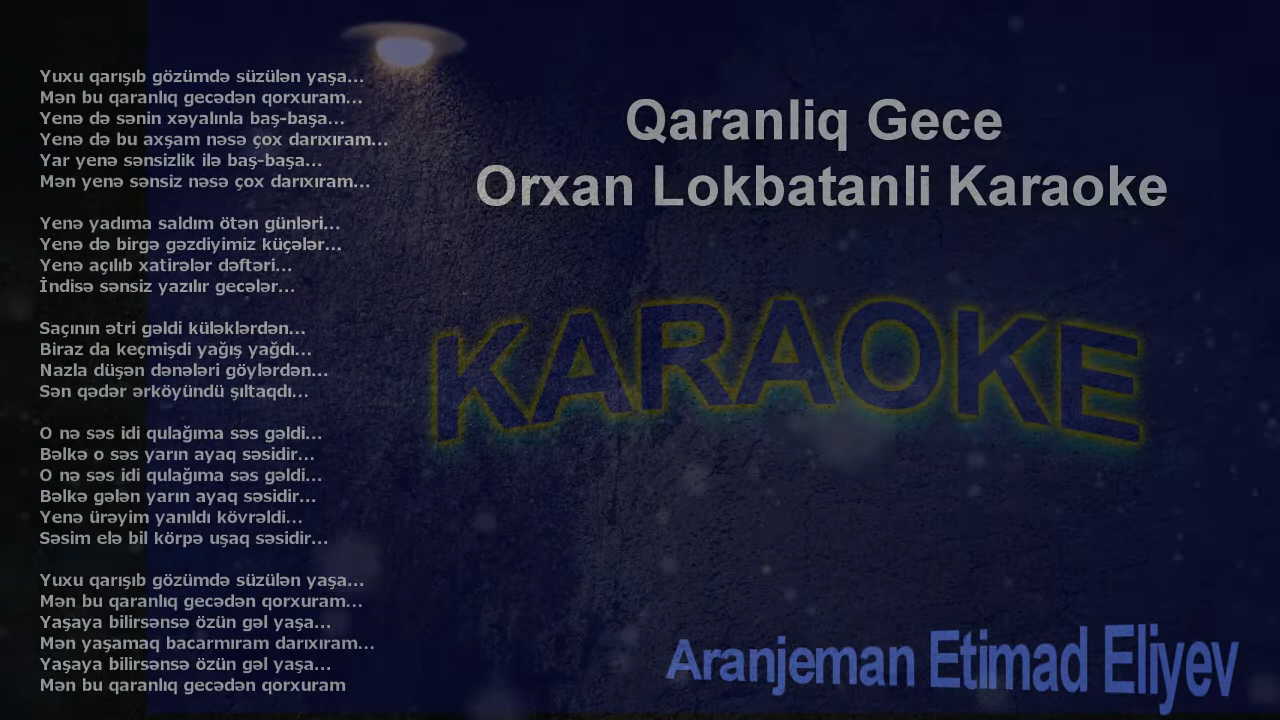 Yuxu qarışıb gözümdə süzülən yaşa...
Mən bu qaranlıq gecədən qorxuram...
Yenə də sənin xəyalınla baş-başa...
Yenə də bu axşam nəsə çox darıxıram...
Yar yenə sənsizlik ilə baş-başa...
Mən yenə sənsiz nəsə çox darıxıram...
Yenə yadıma saldım ötən günləri...
Yenə də birgə gəzdiyimiz küçələr...
Yenə açılıb xatirələr dəftəri...
İndisə sənsiz yazılır gecələr...
Saçının ətri gəldi küləklərdən...
Biraz da keçmişdi yağış yağdı...
Nazla düşən dənələri göylərdən...
Sən qədər ərköyündü şıltaqdı...
O nə səs idi qulağıma səs gəldi...
Bəlkə o səs yarın ayaq səsidir...
O nə səs idi qulağıma səs gəldi...
Bəlkə gələn yarın ayaq səsidir...
Yenə ürəyim yanıldı kövrəldi...
Səsim elə bil körpə uşaq səsidir...
Yuxu qarışıb gözümdə süzülən yaşa...
Mən bu qaranlıq gecədən qorxuram...
Yaşaya bilirsənsə özün gəl yaşa...
Mən yaşamaq bacarmıram darıxıram...
Yaşaya bilirsənsə özün gəl yaşa...
Mən bu qaranlıq gecədən qorxuram
Qaranliq Gece
Orxan Lokbatanli Karaoke
KARAOKE
Aranjeman Etimad Eliyev